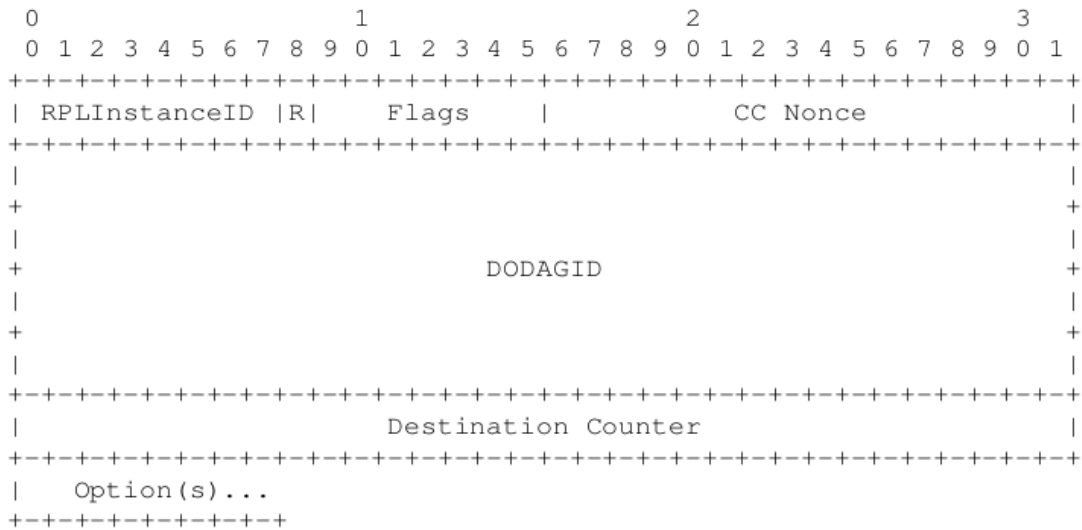 0                   1                   2                   3
 0 1 2 3 4 5 6 7 8 9 0 1 2 3 4 5 6 7 8 9 0 1 2 3 4 5 6 7 8 9 0 1
+-+-+-+-+-+-+-+-+-+-+-+-+-+-+-+-+-+-+-+-+-+-+-+-+-+-+-+-+-+-+-+-+
| RPLInstanceID |R|    Flags    |           CC Nonce            |
+-+-+-+-+-+-+-+-+-+-+-+-+-+-+-+-+-+-+-+-+-+-+-+-+-+-+-+-+-+-+-+-+
|                                                               |
+                                                               +
|                                                               |
+                            DODAGID                            +
|                                                               |
+                                                               +
|                                                               |
+-+-+-+-+-+-+-+-+-+-+-+-+-+-+-+-+-+-+-+-+-+-+-+-+-+-+-+-+-+-+-+-+
|                      Destination Counter                      |
+-+-+-+-+-+-+-+-+-+-+-+-+-+-+-+-+-+-+-+-+-+-+-+-+-+-+-+-+-+-+-+-+
|   Option(s)...
+-+-+-+-+-+-+-+-+